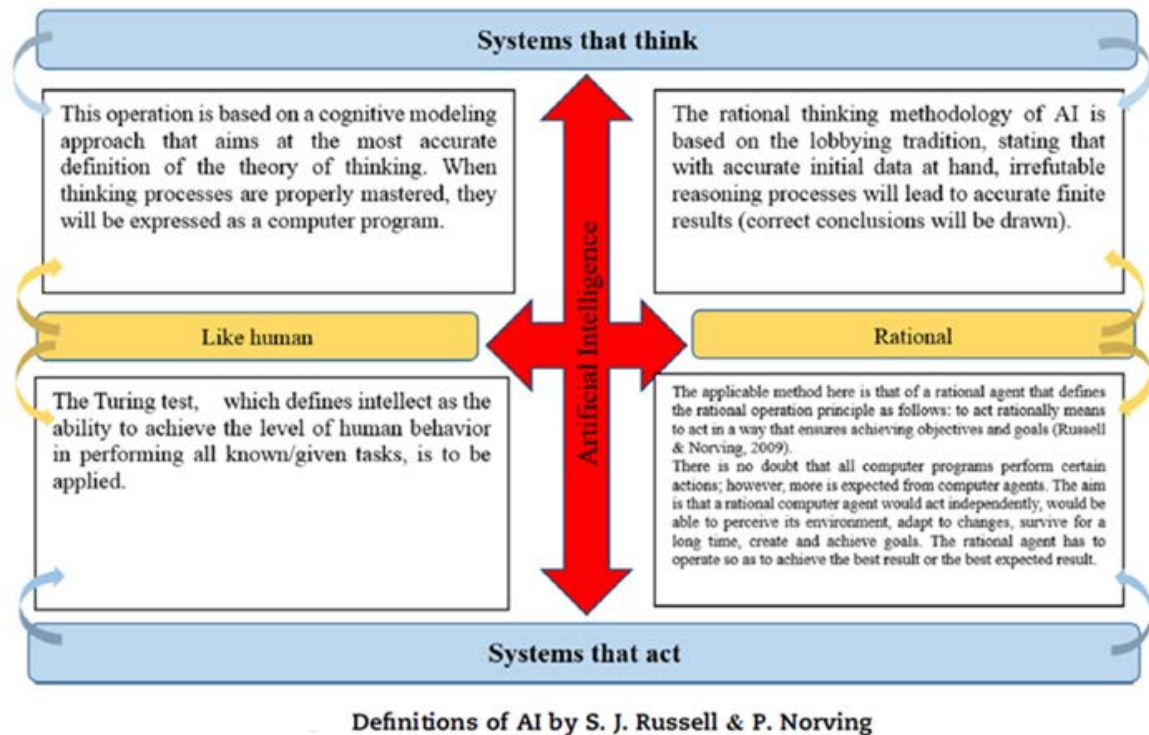 Systems that think
This operation is based on a cognitive modeling
approach that aims at the most accurate
definition of the theory of thinking. When
thinking processes are properly mastered, they
will be expressed as a computer program.
The rational thinking methodology of AI is
based on the lobbying tradition, stating that
with accurate initial data at hand, irrefutable
reasoning processes will lead to accurate finite
results (correct conclusions will be drawn).
Artificial Intelligence
Like human
Rational
The Turing test, which defines intellect as the
ability to achieve the level of human behavior
in performing all known/given tasks, is to be
applied.
The applicable method here is that of a rational agent that defines
the rational operation principle as follows: to act rationally means
to act in a way that ensures achieving objectives and goals (Russell
& Norving, 2009).
There is no doubt that all computer programs perform certain
actions; however, more is expected from computer agents. The aim
is that a rational computer agent would act independently, would be
able to perceive its environment, adapt to changes, survive for a
long time, create and achieve goals. The rational agent has to
operate so as to achieve the best result or the best expected result.
Systems that act
Definitions of AI by S. J. Russell & P. Norving